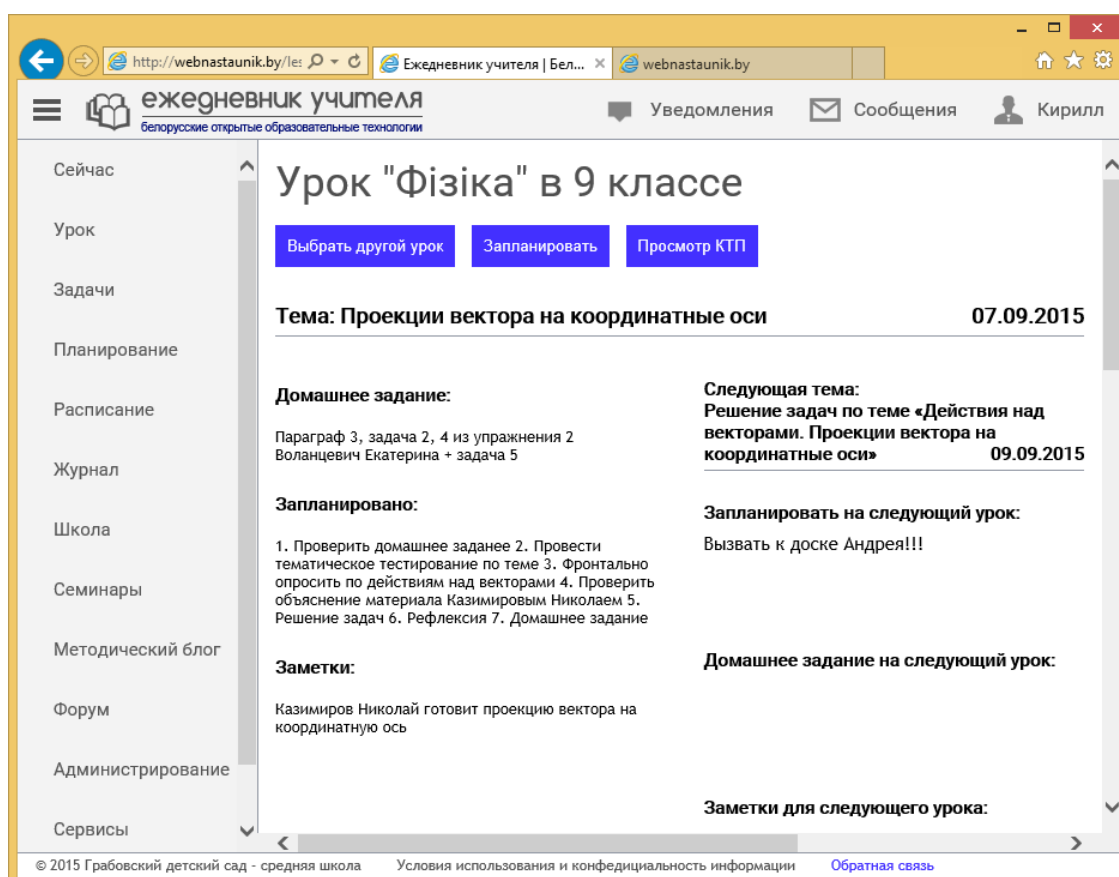 http://webnastaunik.by/le
Ежедневник учителя | Бел...
webnastaunik.by
ежедневник учителя
белорусские открытые образовательные технологии
Уведомления
Сообщения
Кирилл
Сейчас
Урок
Задачи
Планирование
Расписание
Журнал
Школа
Семинары
Методический блог
Форум
Администрирование
Сервисы
Урок "Фізіка" в 9 классе
Выбрать другой урок
Запланировать
Просмотр КТП
Тема: Проекции вектора на координатные оси
07.09.2015
Домашнее задание:
Параграф 3, задача 2, 4 из упражнения 2
Воланцевич Екатерина + задача 5
Запланировано:
1. Проверить домашнее заданее 2. Провести
тематическое тестирование по теме 3. Фронтально
опросить по действиям над векторами 4. Проверить
объяснение материала Казимировым Николаем 5.
Решение задач 6. Рефлексия 7. Домашнее задание
Заметки:
Казимиров Николай готовит проекцию вектора на
координатную ось
Следующая тема:
Решение задач по теме «Действия над
векторами. Проекции вектора на
координатные оси» 09.09.2015
Запланировать на следующий урок:
Вызвать к доске Андрея!!!
Домашнее задание на следующий урок:
Заметки для следующего урока:
© 2015 Грабовский детский сад - средняя школа
Условия использования и конфедициальность информации
Обратная связь